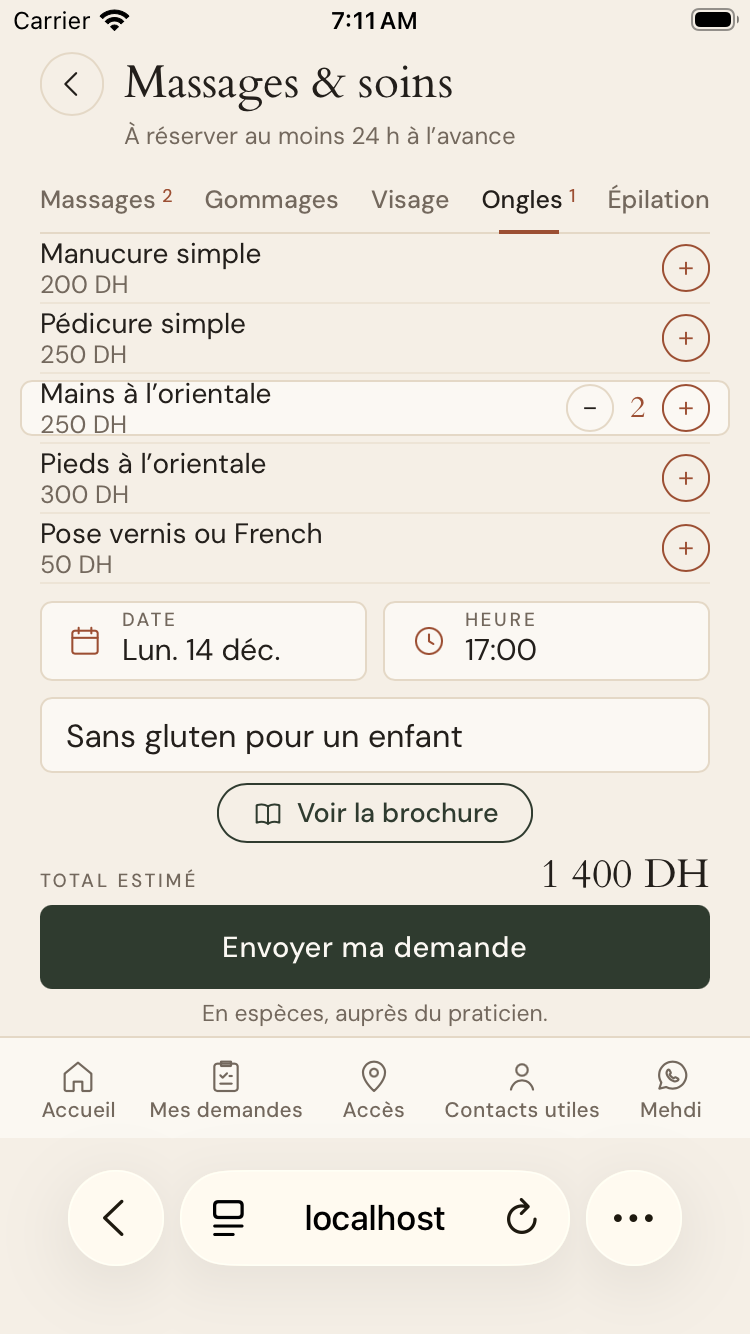 Carrier 7:11 AM
Massages & soins
À réserver au moins 24 h à l’avance
Massages 2 Gommages Visage Ongles 1 Épilation
Manucure simple
200 DH
+
Pédicure simple
250 DH
+
Mains à l’orientale
250 DH
− 2 +
Pieds à l’orientale
300 DH
+
Pose vernis ou French
50 DH
+
DATE
Lun. 14 déc.
HEURE
17:00
Sans gluten pour un enfant
Voir la brochure
TOTAL ESTIMÉ 1 400 DH
Envoyer ma demande
En espèces, auprès du praticien.
Accueil Mes demandes Accès Contacts utiles Mehdi
localhost